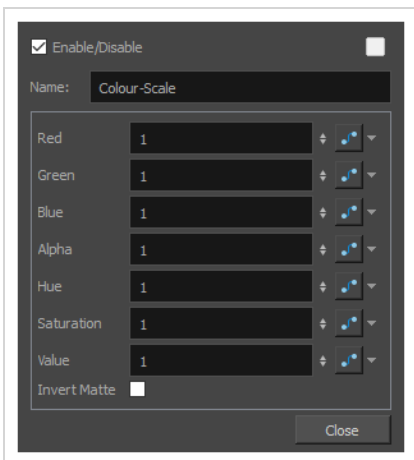 Enable/Disable
Name: Colour-Scale
Red 1
Green 1
Blue 1
Alpha 1
Hue 1
Saturation 1
Value 1
Invert Matte
Close